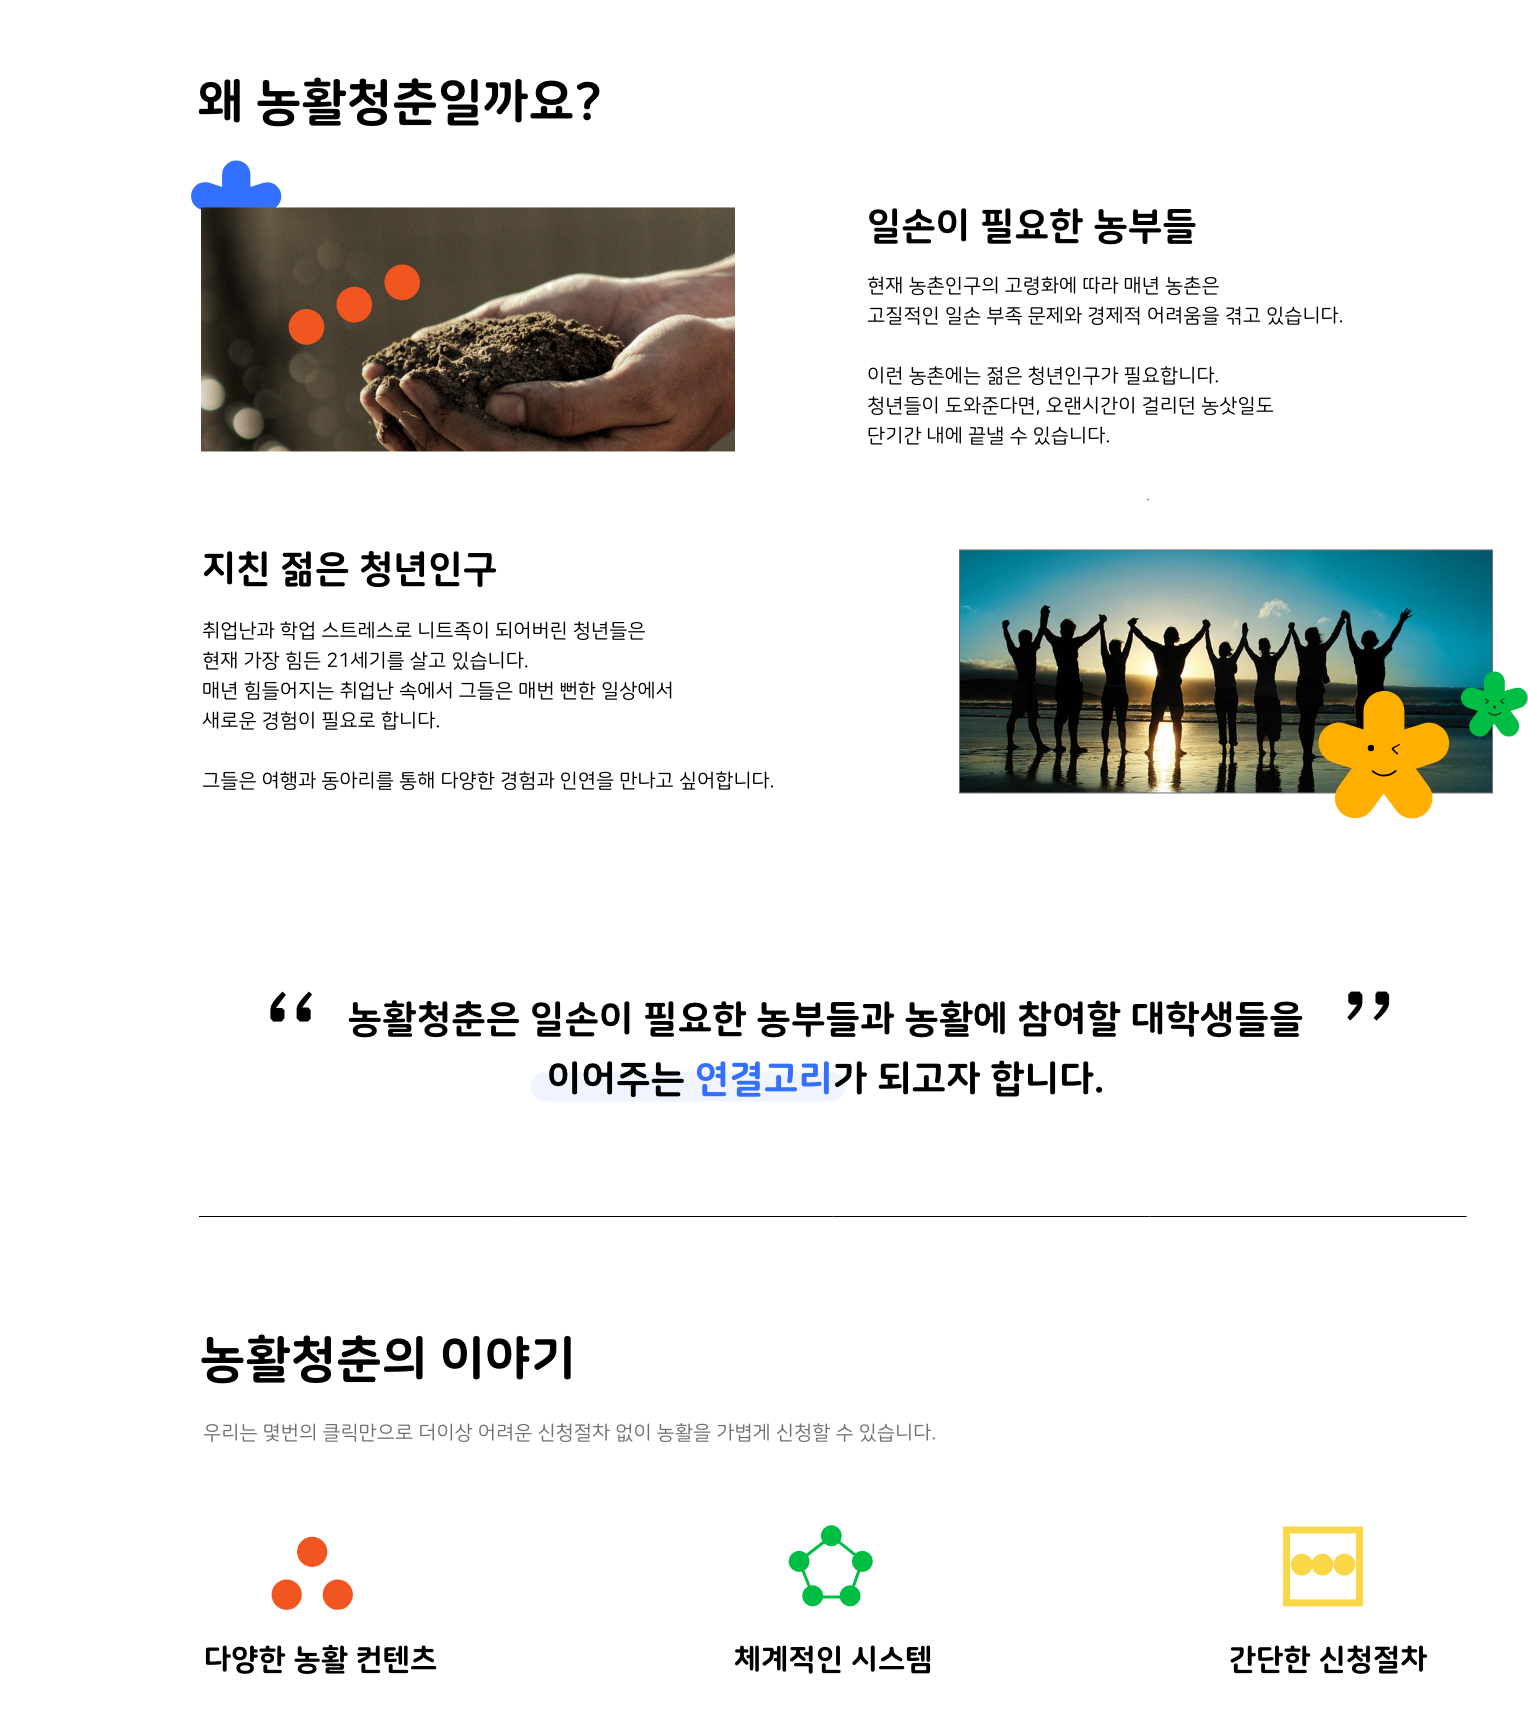 왜 농활청춘일까요?
일손이 필요한 농부들
현재 농촌인구의 고령화에 따라 매년 농촌은
고질적인 일손 부족 문제와 경제적 어려움을 겪고 있습니다.
이런 농촌에는 젊은 청년인구가 필요합니다.
청년들이 도와준다면, 오랜시간이 걸리던 농삿일도
단기간 내에 끝낼 수 있습니다.
.
지친 젊은 청년인구
취업난과 학업 스트레스로 니트족이 되어버린 청년들은
현재 가장 힘든 21세기를 살고 있습니다.
매년 힘들어지는 취업난 속에서 그들은 매번 뻔한 일상에서
새로운 경험이 필요로 합니다.
그들은 여행과 동아리를 통해 다양한 경험과 인연을 만나고 싶어합니다.
“ 농활청춘은 일손이 필요한 농부들과 농활에 참여할 대학생들을 ”
이어주는 연결고리가 되고자 합니다.
농활청춘의 이야기
우리는 몇번의 클릭만으로 더이상 어려운 신청절차 없이 농활을 가볍게 신청할 수 있습니다.
다양한 농활 컨텐츠
체계적인 시스템
간단한 신청절차